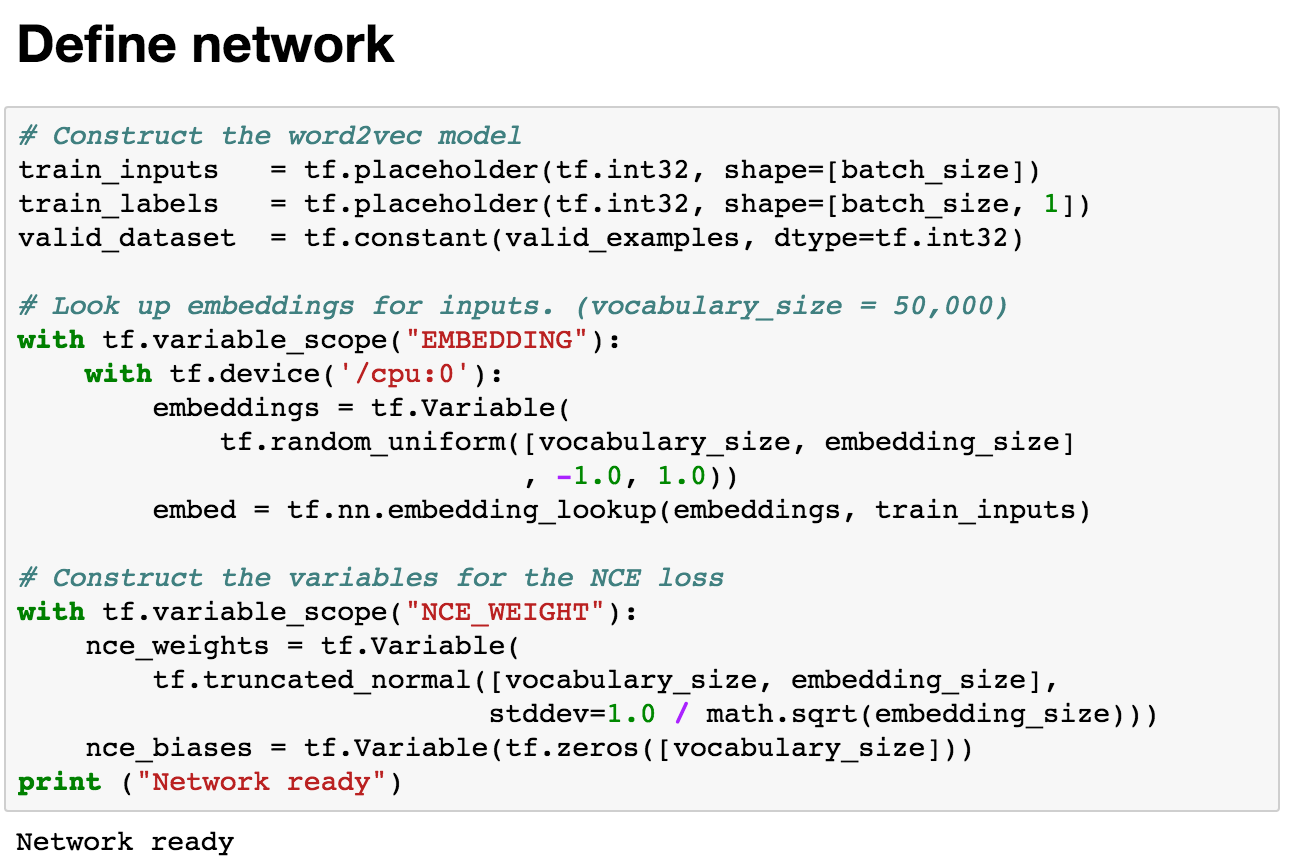 Define network
# Construct the word2vec model
train_inputs   = tf.placeholder(tf.int32, shape=[batch_size])
train_labels   = tf.placeholder(tf.int32, shape=[batch_size, 1])
valid_dataset  = tf.constant(valid_examples, dtype=tf.int32)

# Look up embeddings for inputs. (vocabulary_size = 50,000)
with tf.variable_scope("EMBEDDING"):
    with tf.device('/cpu:0'):
        embeddings = tf.Variable(
            tf.random_uniform([vocabulary_size, embedding_size]
                              , -1.0, 1.0))
        embed = tf.nn.embedding_lookup(embeddings, train_inputs)

# Construct the variables for the NCE loss
with tf.variable_scope("NCE_WEIGHT"):
    nce_weights = tf.Variable(
        tf.truncated_normal([vocabulary_size, embedding_size],
                            stddev=1.0 / math.sqrt(embedding_size)))
    nce_biases = tf.Variable(tf.zeros([vocabulary_size]))
print ("Network ready")
Network ready